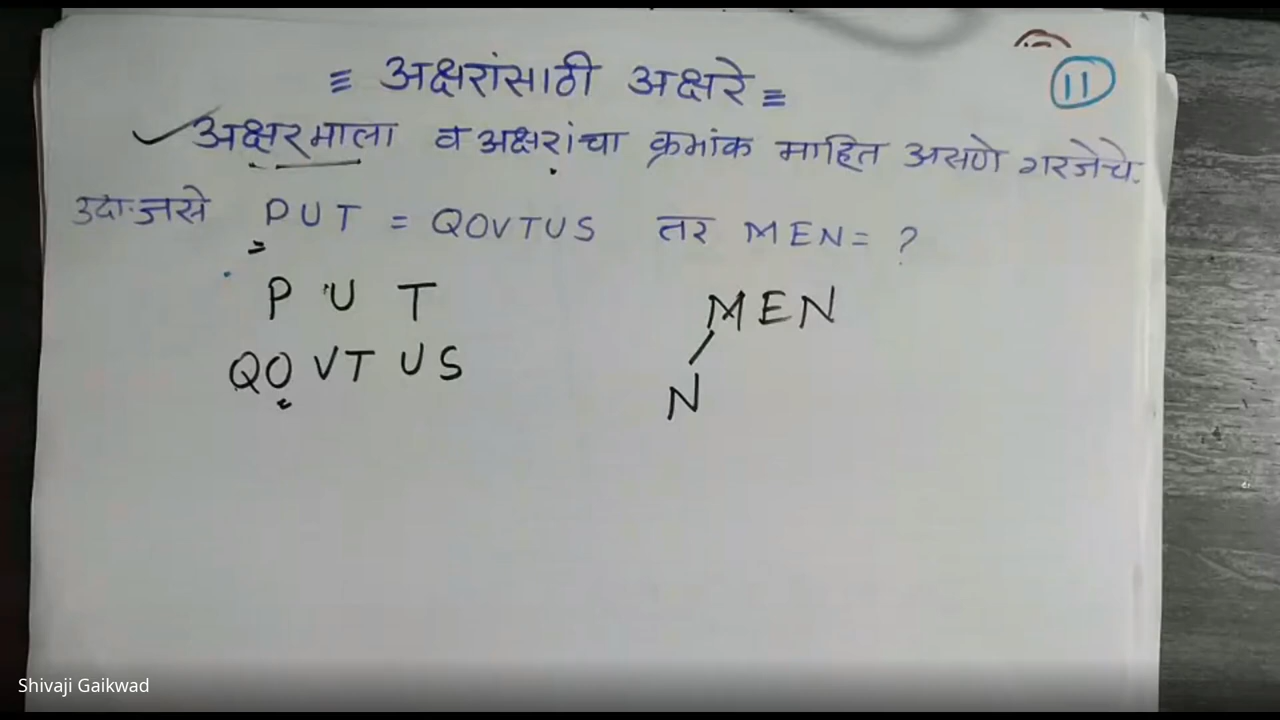 = अक्षरांसाठी अक्षरे =
11
✓ अक्षरमाला व अक्षरांचा क्रमांक माहित असणे गरजेचे.
उदा:जसे PUT = QOVTUS तर MEN = ?
P U T MEN
QO VT US N
Shivaji Gaikwad